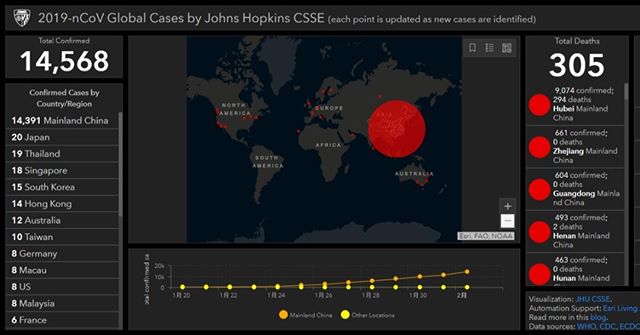 2019-nCoV Global Cases by Johns Hopkins CSSE (each point is updated as new cases are identified)
Total Confirmed
14,568
Confirmed Cases by
Country/Region
14,391 Mainland China
20 Japan
19 Thailand
18 Singapore
15 South Korea
14 Hong Kong
12 Australia
10 Taiwan
8 Germany
8 Macau
8 US
8 Malaysia
6 France
NORTH
AMERICA
EUROPE
ASIA
AFRICA
SOUTH
AMERICA
AUSTRALIA
+
−
Esri, FAO, NOAA
otal confirmed ca
20k
10k
0
1月20
1月22
1月24
1月26
1月28
1月30
2月
Mainland China
Other Locations
Total Deaths
305
9,074 confirmed;
294 deaths
Hubei Mainland
China
661 confirmed;
0 deaths
Zhejiang Mainland
China
604 confirmed;
0 deaths
Guangdong Mainla
nd China
493 confirmed;
2 deaths
Henan Mainland
China
463 confirmed;
0 deaths
Hunan Mainland
China
Visualization: JHU CSSE.
Automation Support: Esri Living
Read more in this blog.
Data sources: WHO, CDC, ECDC